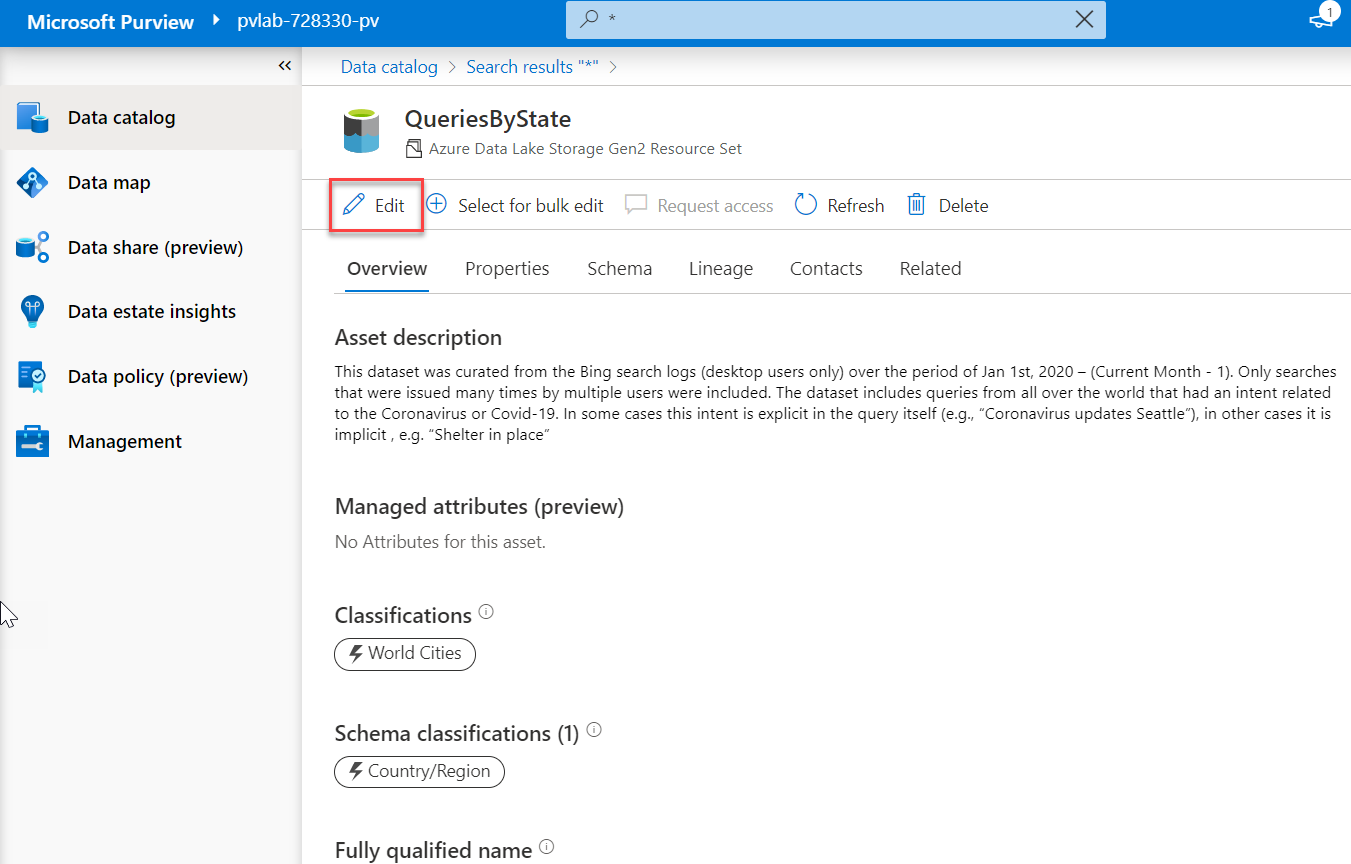 Microsoft Purview pvlab-728330-pv * 1
Data catalog Search results "*"
QueriesByState
Azure Data Lake Storage Gen2 Resource Set
Edit Select for bulk edit Request access Refresh Delete
Overview Properties Schema Lineage Contacts Related
Data catalog
Data map
Data share (preview)
Data estate insights
Data policy (preview)
Management
Asset description
This dataset was curated from the Bing search logs (desktop users only) over the period of Jan 1st, 2020 – (Current Month - 1). Only searches
that were issued many times by multiple users were included. The dataset includes queries from all over the world that had an intent related
to the Coronavirus or Covid-19. In some cases this intent is explicit in the query itself (e.g., “Coronavirus updates Seattle”), in other cases it is
implicit , e.g. “Shelter in place”
Managed attributes (preview)
No Attributes for this asset.
Classifications
World Cities
Schema classifications (1)
Country/Region
Fully qualified name